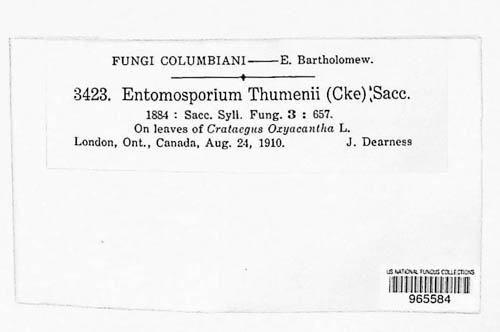 FUNGI COLUMBIANI——E. Bartholomew.
3423. Entomosporium Thumenii (Cke) Sacc.
1884 : Sacc. Syll. Fung. 3 : 657.
On leaves of Crataegus Oxyacantha L.
London, Ont., Canada, Aug. 24, 1910. J. Dearness
US NATIONAL FUNGUS COLLECTIONS
965584